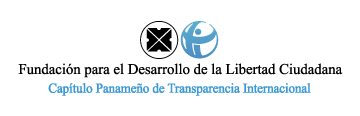 Fundación para el Desarrollo de la Libertad Ciudadana
Capítulo Panameño de Transparencia Internacional